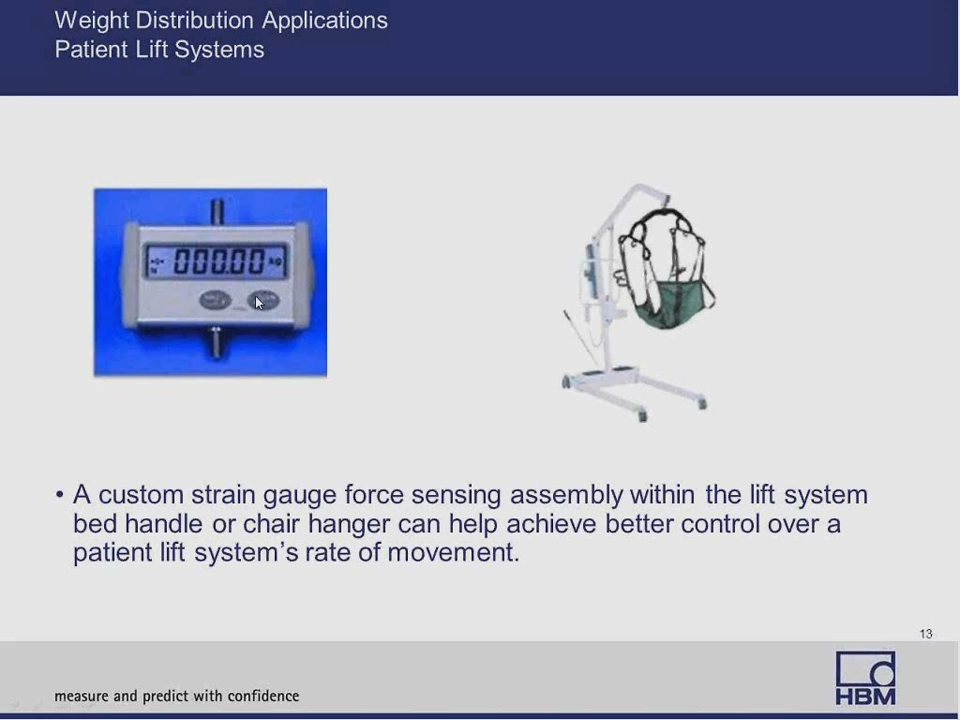 Weight Distribution Applications
Patient Lift Systems
000.00 kg
• A custom strain gauge force sensing assembly within the lift system
bed handle or chair hanger can help achieve better control over a
patient lift system’s rate of movement.
13
measure and predict with confidence
HBM